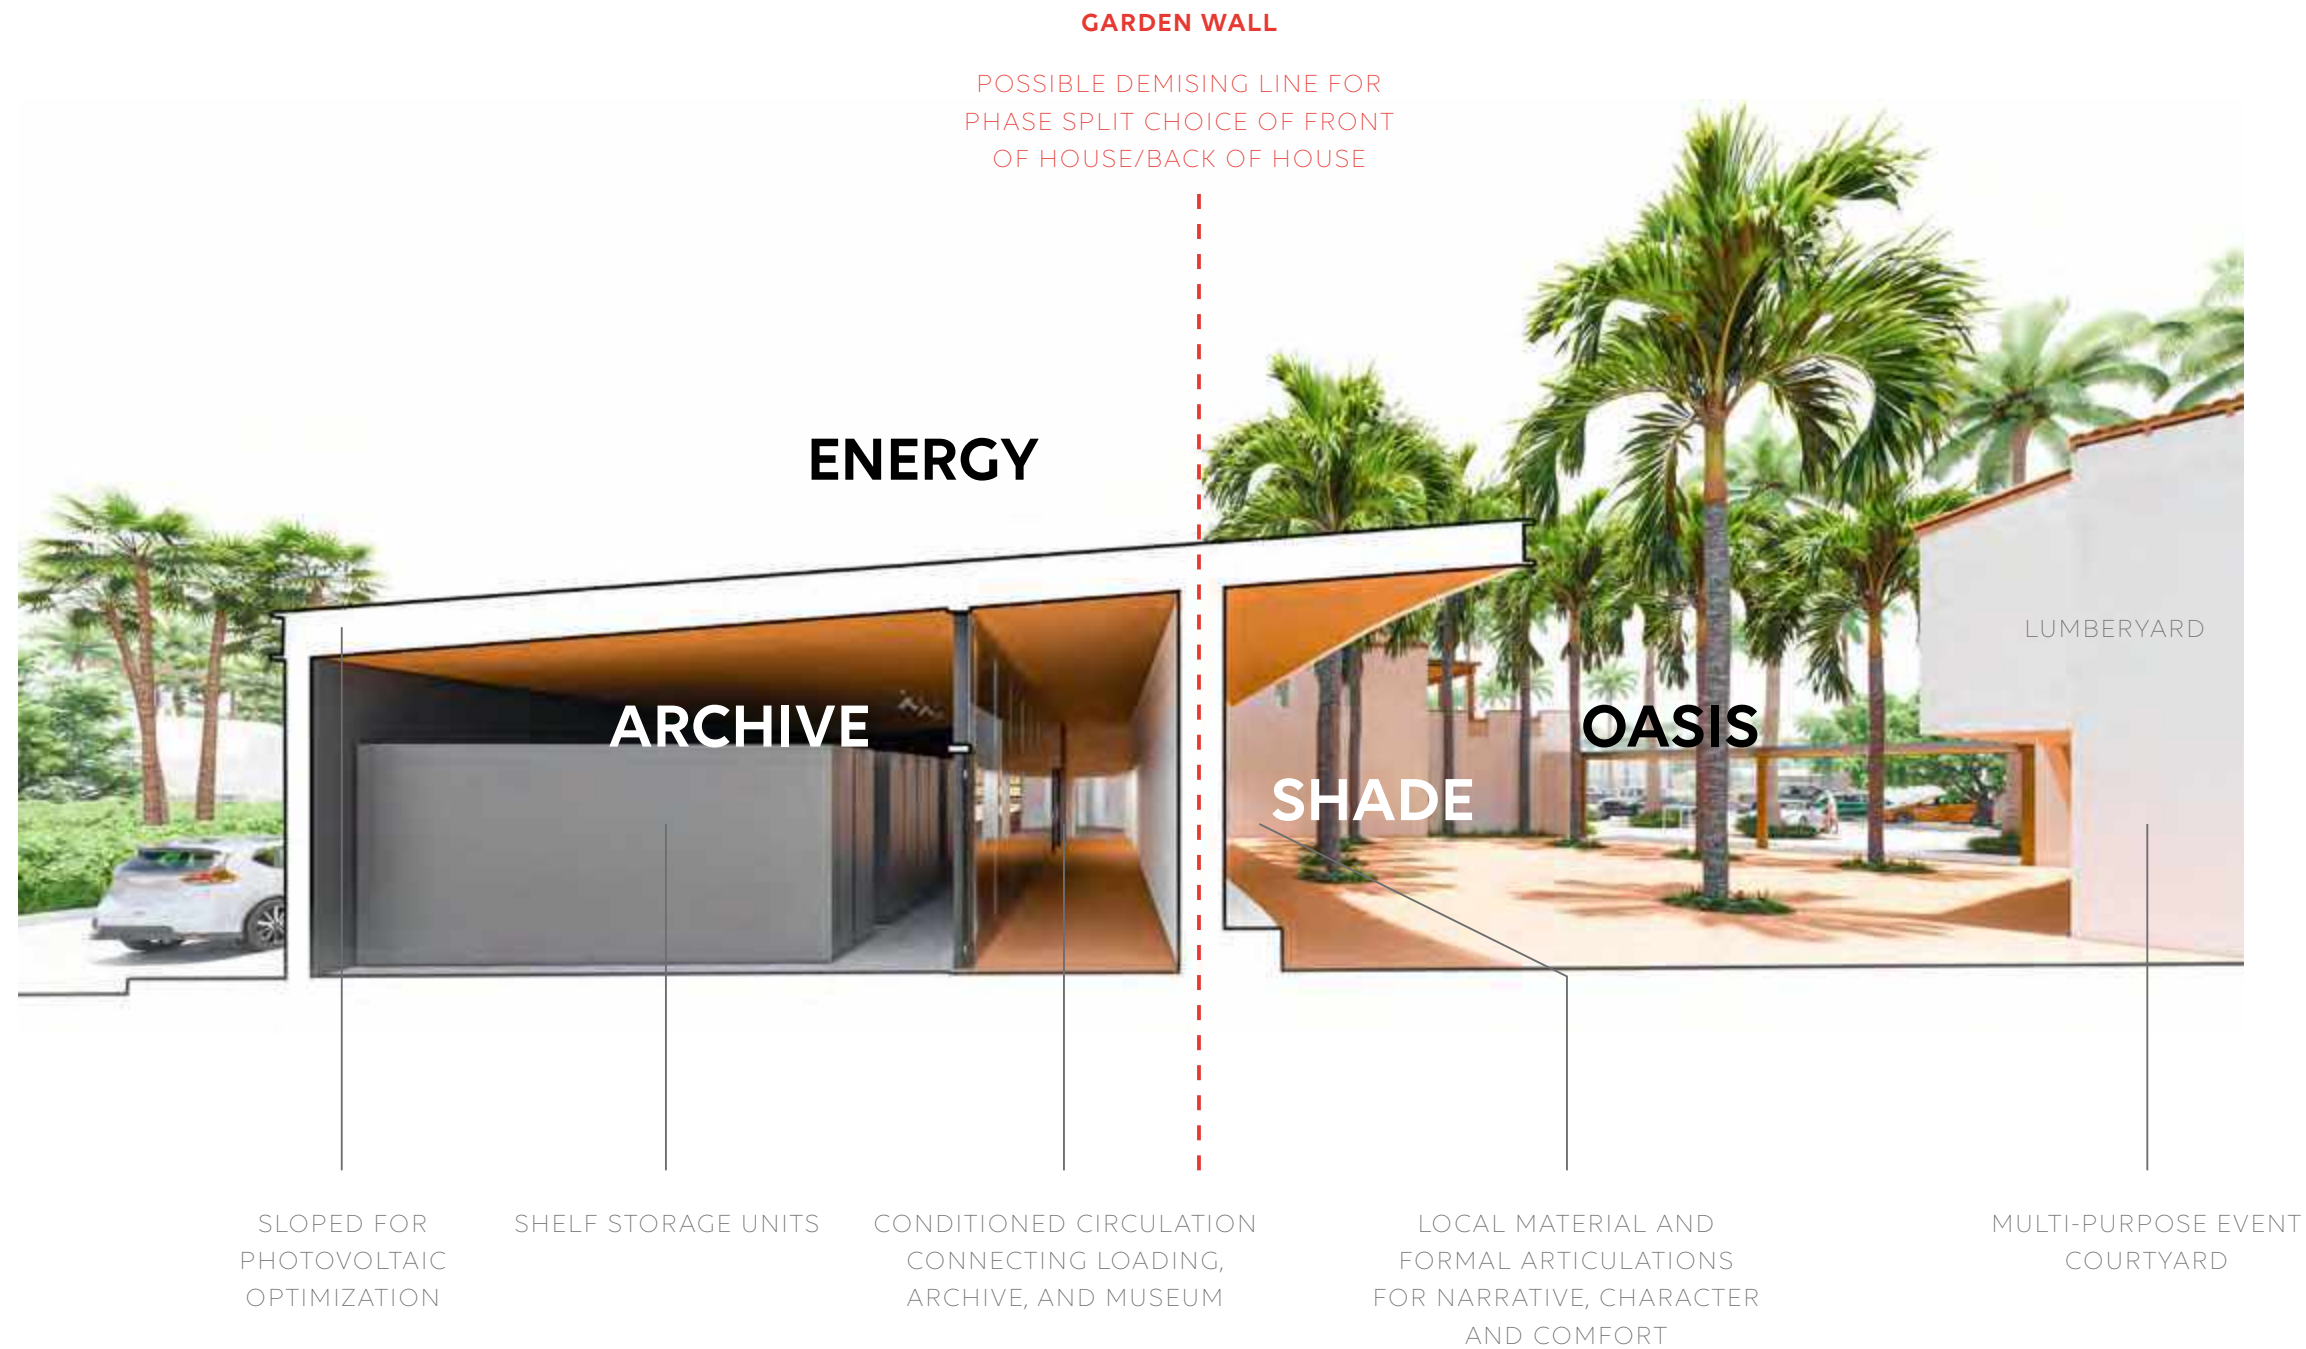 GARDEN WALL
POSSIBLE DEMISING LINE FOR
PHASE SPLIT CHOICE OF FRONT
OF HOUSE/BACK OF HOUSE
ENERGY
LUMBERYARD
ARCHIVE
OASIS
SHADE
SLOPED FOR
PHOTOVOLTAIC
OPTIMIZATION
SHELF STORAGE UNITS
CONDITIONED CIRCULATION
CONNECTING LOADING,
ARCHIVE, AND MUSEUM
LOCAL MATERIAL AND
FORMAL ARTICULATIONS
FOR NARRATIVE, CHARACTER
AND COMFORT
MULTI-PURPOSE EVENT
COURTYARD